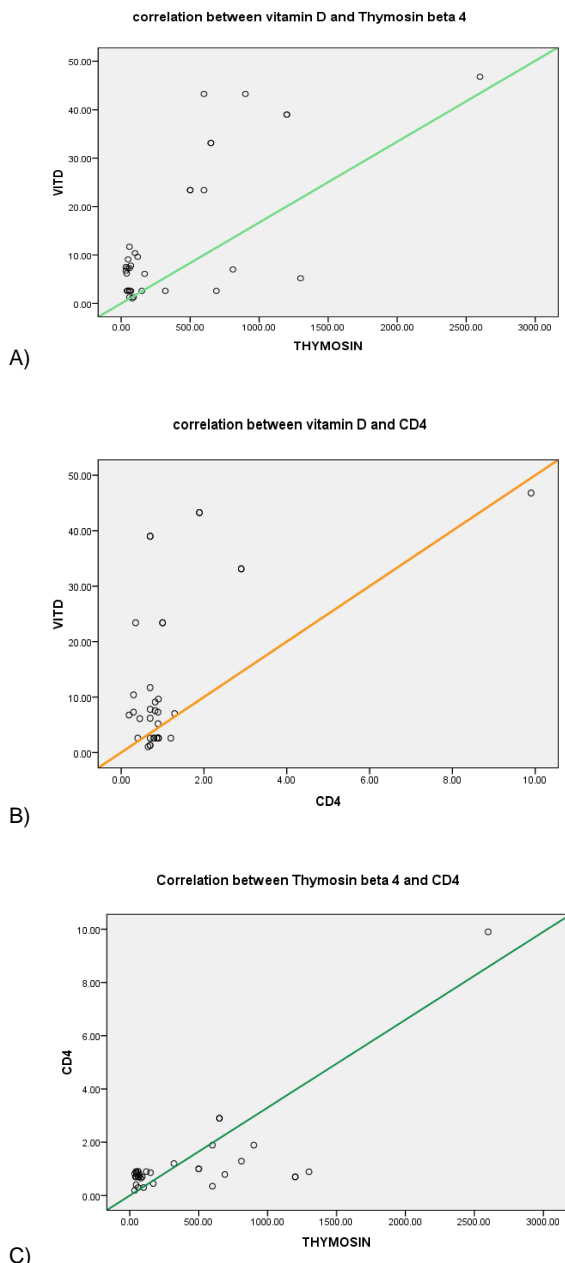 correlation between vitamin D and Thymosin beta 4
50.00
40.00
30.00
20.00
10.00
0.00
VITD
0.00 500.00 1000.00 1500.00 2000.00 2500.00 3000.00
THYMOSIN
A)
correlation between vitamin D and CD4
50.00
40.00
30.00
20.00
10.00
0.00
VITD
0.00 2.00 4.00 6.00 8.00 10.00
CD4
B)
Correlation between Thymosin beta 4 and CD4
10.00
8.00
6.00
4.00
2.00
0.00
CD4
0.00 500.00 1000.00 1500.00 2000.00 2500.00 3000.00
THYMOSIN
C)